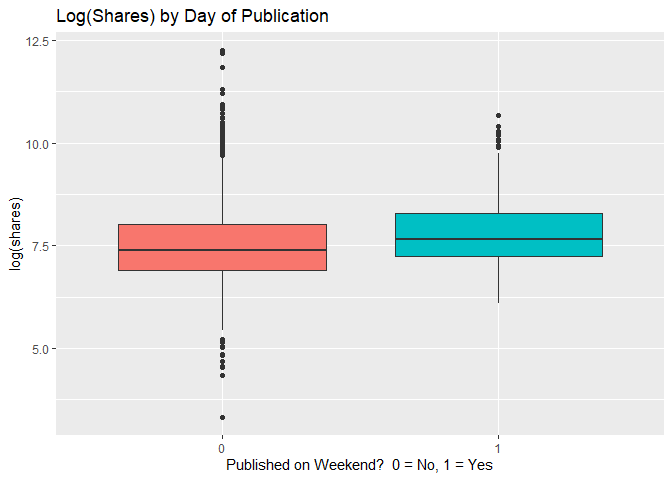 Log(Shares) by Day of Publication
12.5
10.0
7.5
5.0
log(shares)
0
1
Published on Weekend?  0 = No, 1 = Yes